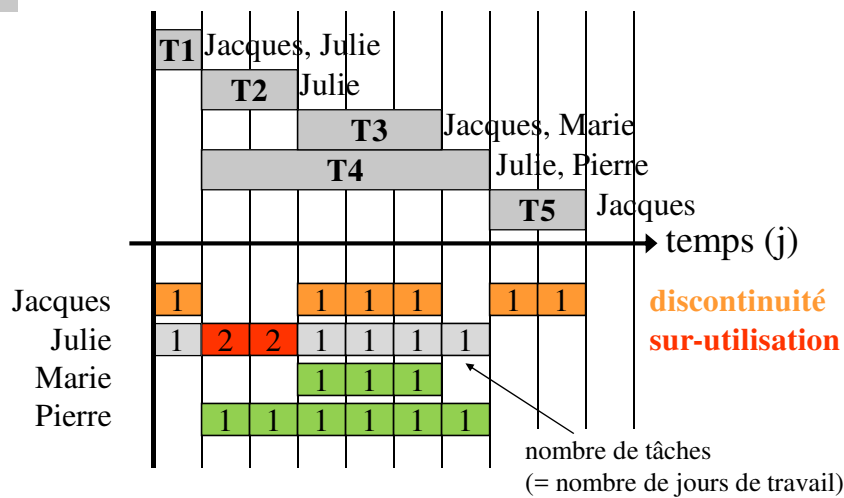 T1 Jacques, Julie
T2 Julie
T3 Jacques, Marie
T4 Julie, Pierre
T5 Jacques
temps (j)
Jacques 1 1 1 1 1 1 discontinuité
Julie 1 2 2 1 1 1 1 sur-utilisation
Marie 1 1 1
Pierre 1 1 1 1 1 1
nombre de tâches
(= nombre de jours de travail)